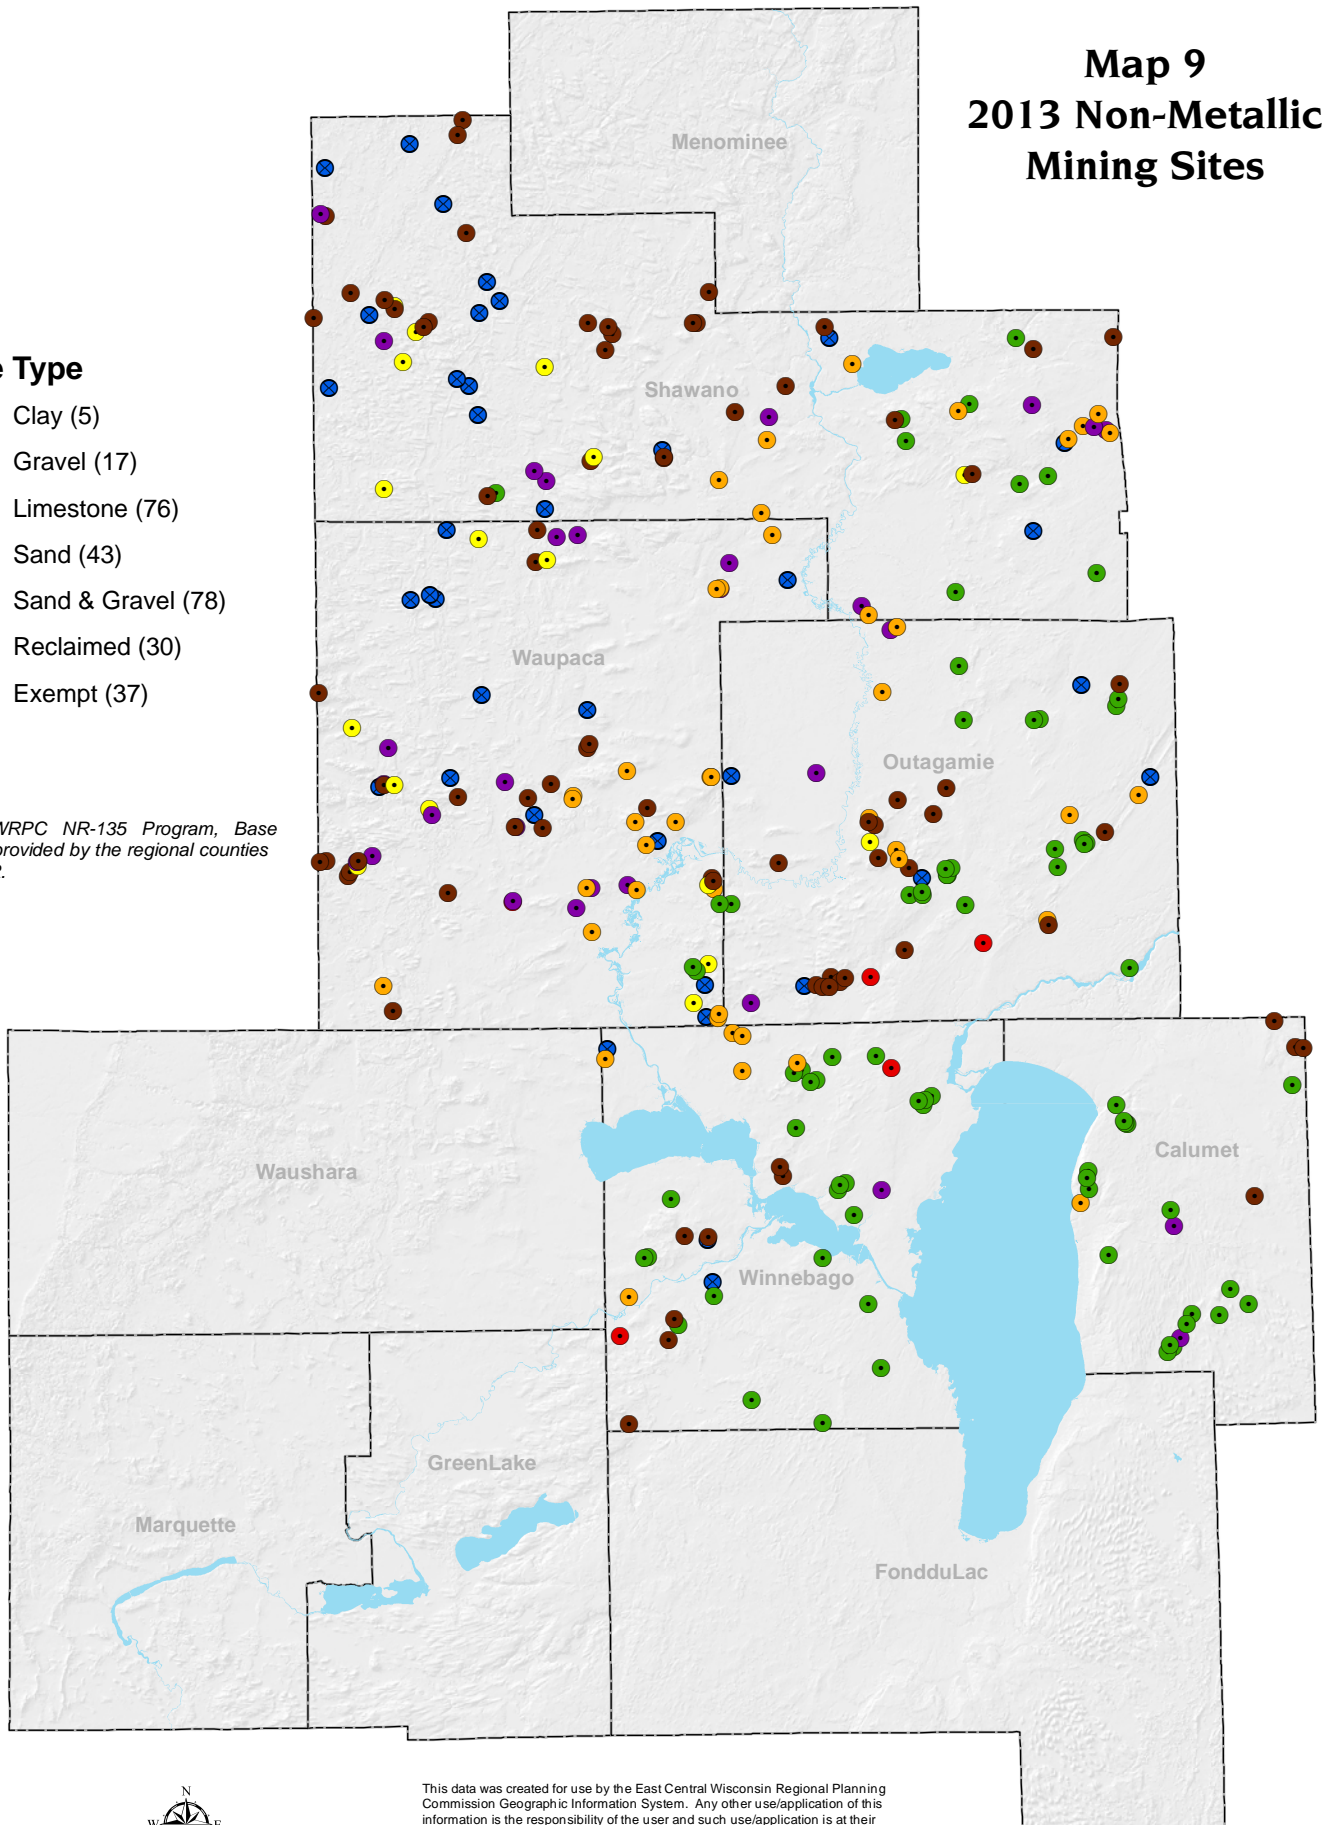 Map 9
2013 Non-Metallic
Mining Sites
Menominee
Type
Clay (5)
Gravel (17)
Limestone (76)
Sand (43)
Sand & Gravel (78)
Reclaimed (30)
Exempt (37)
Shawano
Waupaca
Outagamie
NR-135 Program, Base
provided by the regional counties
Waushara
Calumet
Winnebago
GreenLake
Marquette
FondduLac
N
W E
This data was created for use by the East Central Wisconsin Regional Planning
Commission Geographic Information System. Any other use/application of this
information is the responsibility of the user and such use/application is at their